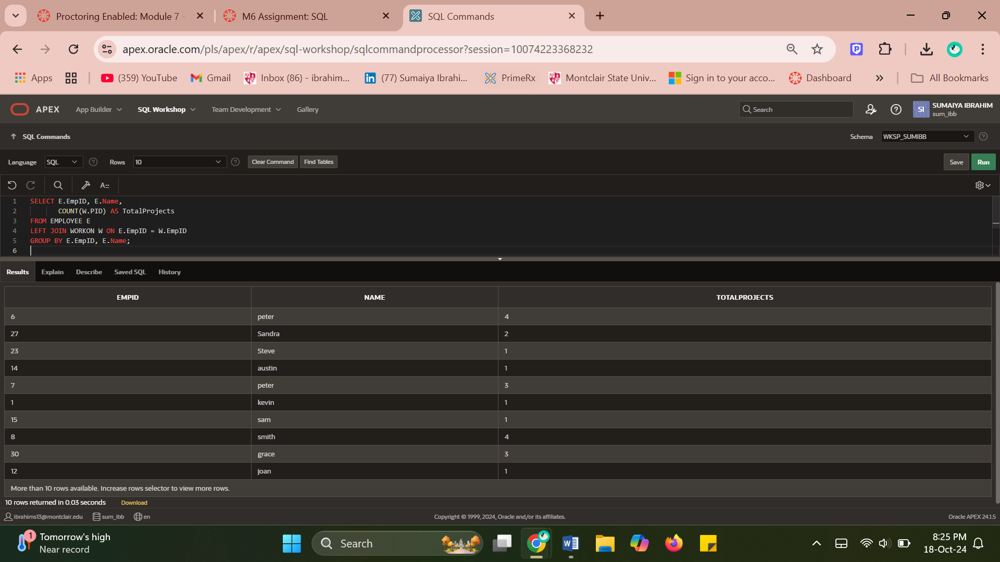 Proctoring Enabled: Module 7 -
M6 Assignment: SQL
SQL Commands
apex.oracle.com/pls/apex/r/apex/sql-workshop/sqlcommandprocessor?session=10074223368232
Apps
(359) YouTube
Gmail
Inbox (86) - ibrahim...
(77) Sumaiya Ibrahi...
PrimeRx
Montclair State Univ...
Sign in to your acco...
Dashboard
»
All Bookmarks
APEX
App Builder
SQL Workshop
Team Development
Gallery
Search
SI
SUMAIYA IBRAHIM
sum_ibb
SQL Commands
Schema
WKSP_SUMIBB
Language
SQL
Rows
10
Clear Command
Find Tables
Save
Run
1 SELECT E.EmpID, E.Name,
2 COUNT(W.PID) AS TotalProjects
3 FROM EMPLOYEE E
4 LEFT JOIN WORKON W ON E.EmpID = W.EmpID
5 GROUP BY E.EmpID, E.Name;
6
Results Explain Describe Saved SQL History
EMPID NAME TOTALPROJECTS
6 peter 4
27 Sandra 2
23 Steve 1
14 austin 1
7 peter 3
1 kevin 1
15 sam 1
8 smith 4
30 grace 3
12 joan 1
More than 10 rows available. Increase rows selector to view more rows.
10 rows returned in 0.03 seconds Download
ibrahims13@montclair.edu sum_ibb en
Copyright © 1999, 2024, Oracle and/or its affiliates.
Oracle APEX 24.1.5
1
Tomorrow's high
Near record
Search
8:25 PM
18-Oct-24